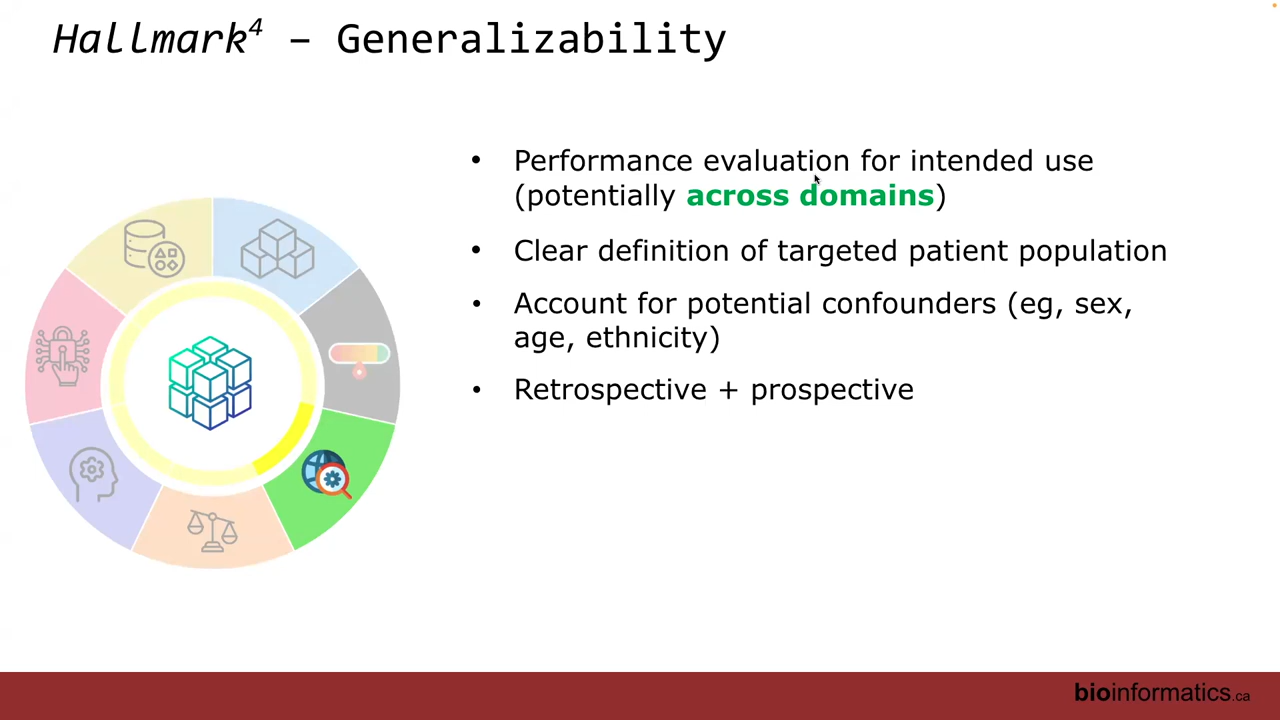 Hallmark⁴ – Generalizability
• Performance evaluation for intended use
(potentially across domains)
• Clear definition of targeted patient population
• Account for potential confounders (eg, sex,
age, ethnicity)
• Retrospective + prospective
bioinformatics.ca